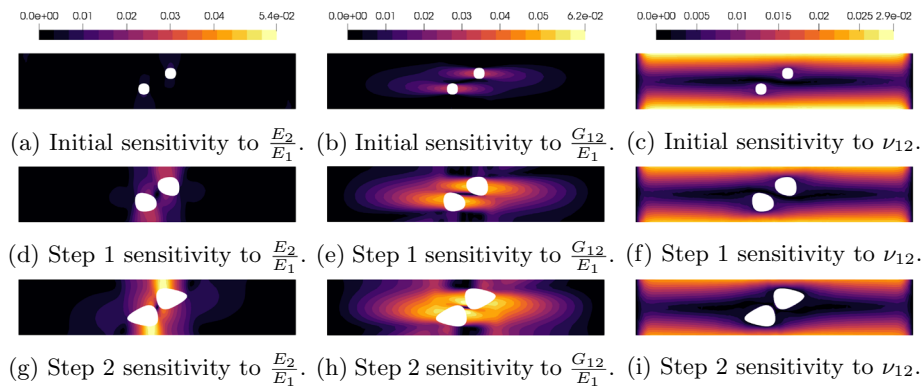 0.0e+00 0.01 0.02 0.03 0.04 5.4e-02 0.0e+00 0.01 0.02 0.03 0.04 0.05 6.2e-02 0.0e+00 0.005 0.01 0.015 0.02 0.025 2.9e-02
(a) Initial sensitivity to E₂/E₁. (b) Initial sensitivity to G₁₂/E₁. (c) Initial sensitivity to ν₁₂.
(d) Step 1 sensitivity to E₂/E₁. (e) Step 1 sensitivity to G₁₂/E₁. (f) Step 1 sensitivity to ν₁₂.
(g) Step 2 sensitivity to E₂/E₁. (h) Step 2 sensitivity to G₁₂/E₁. (i) Step 2 sensitivity to ν₁₂.